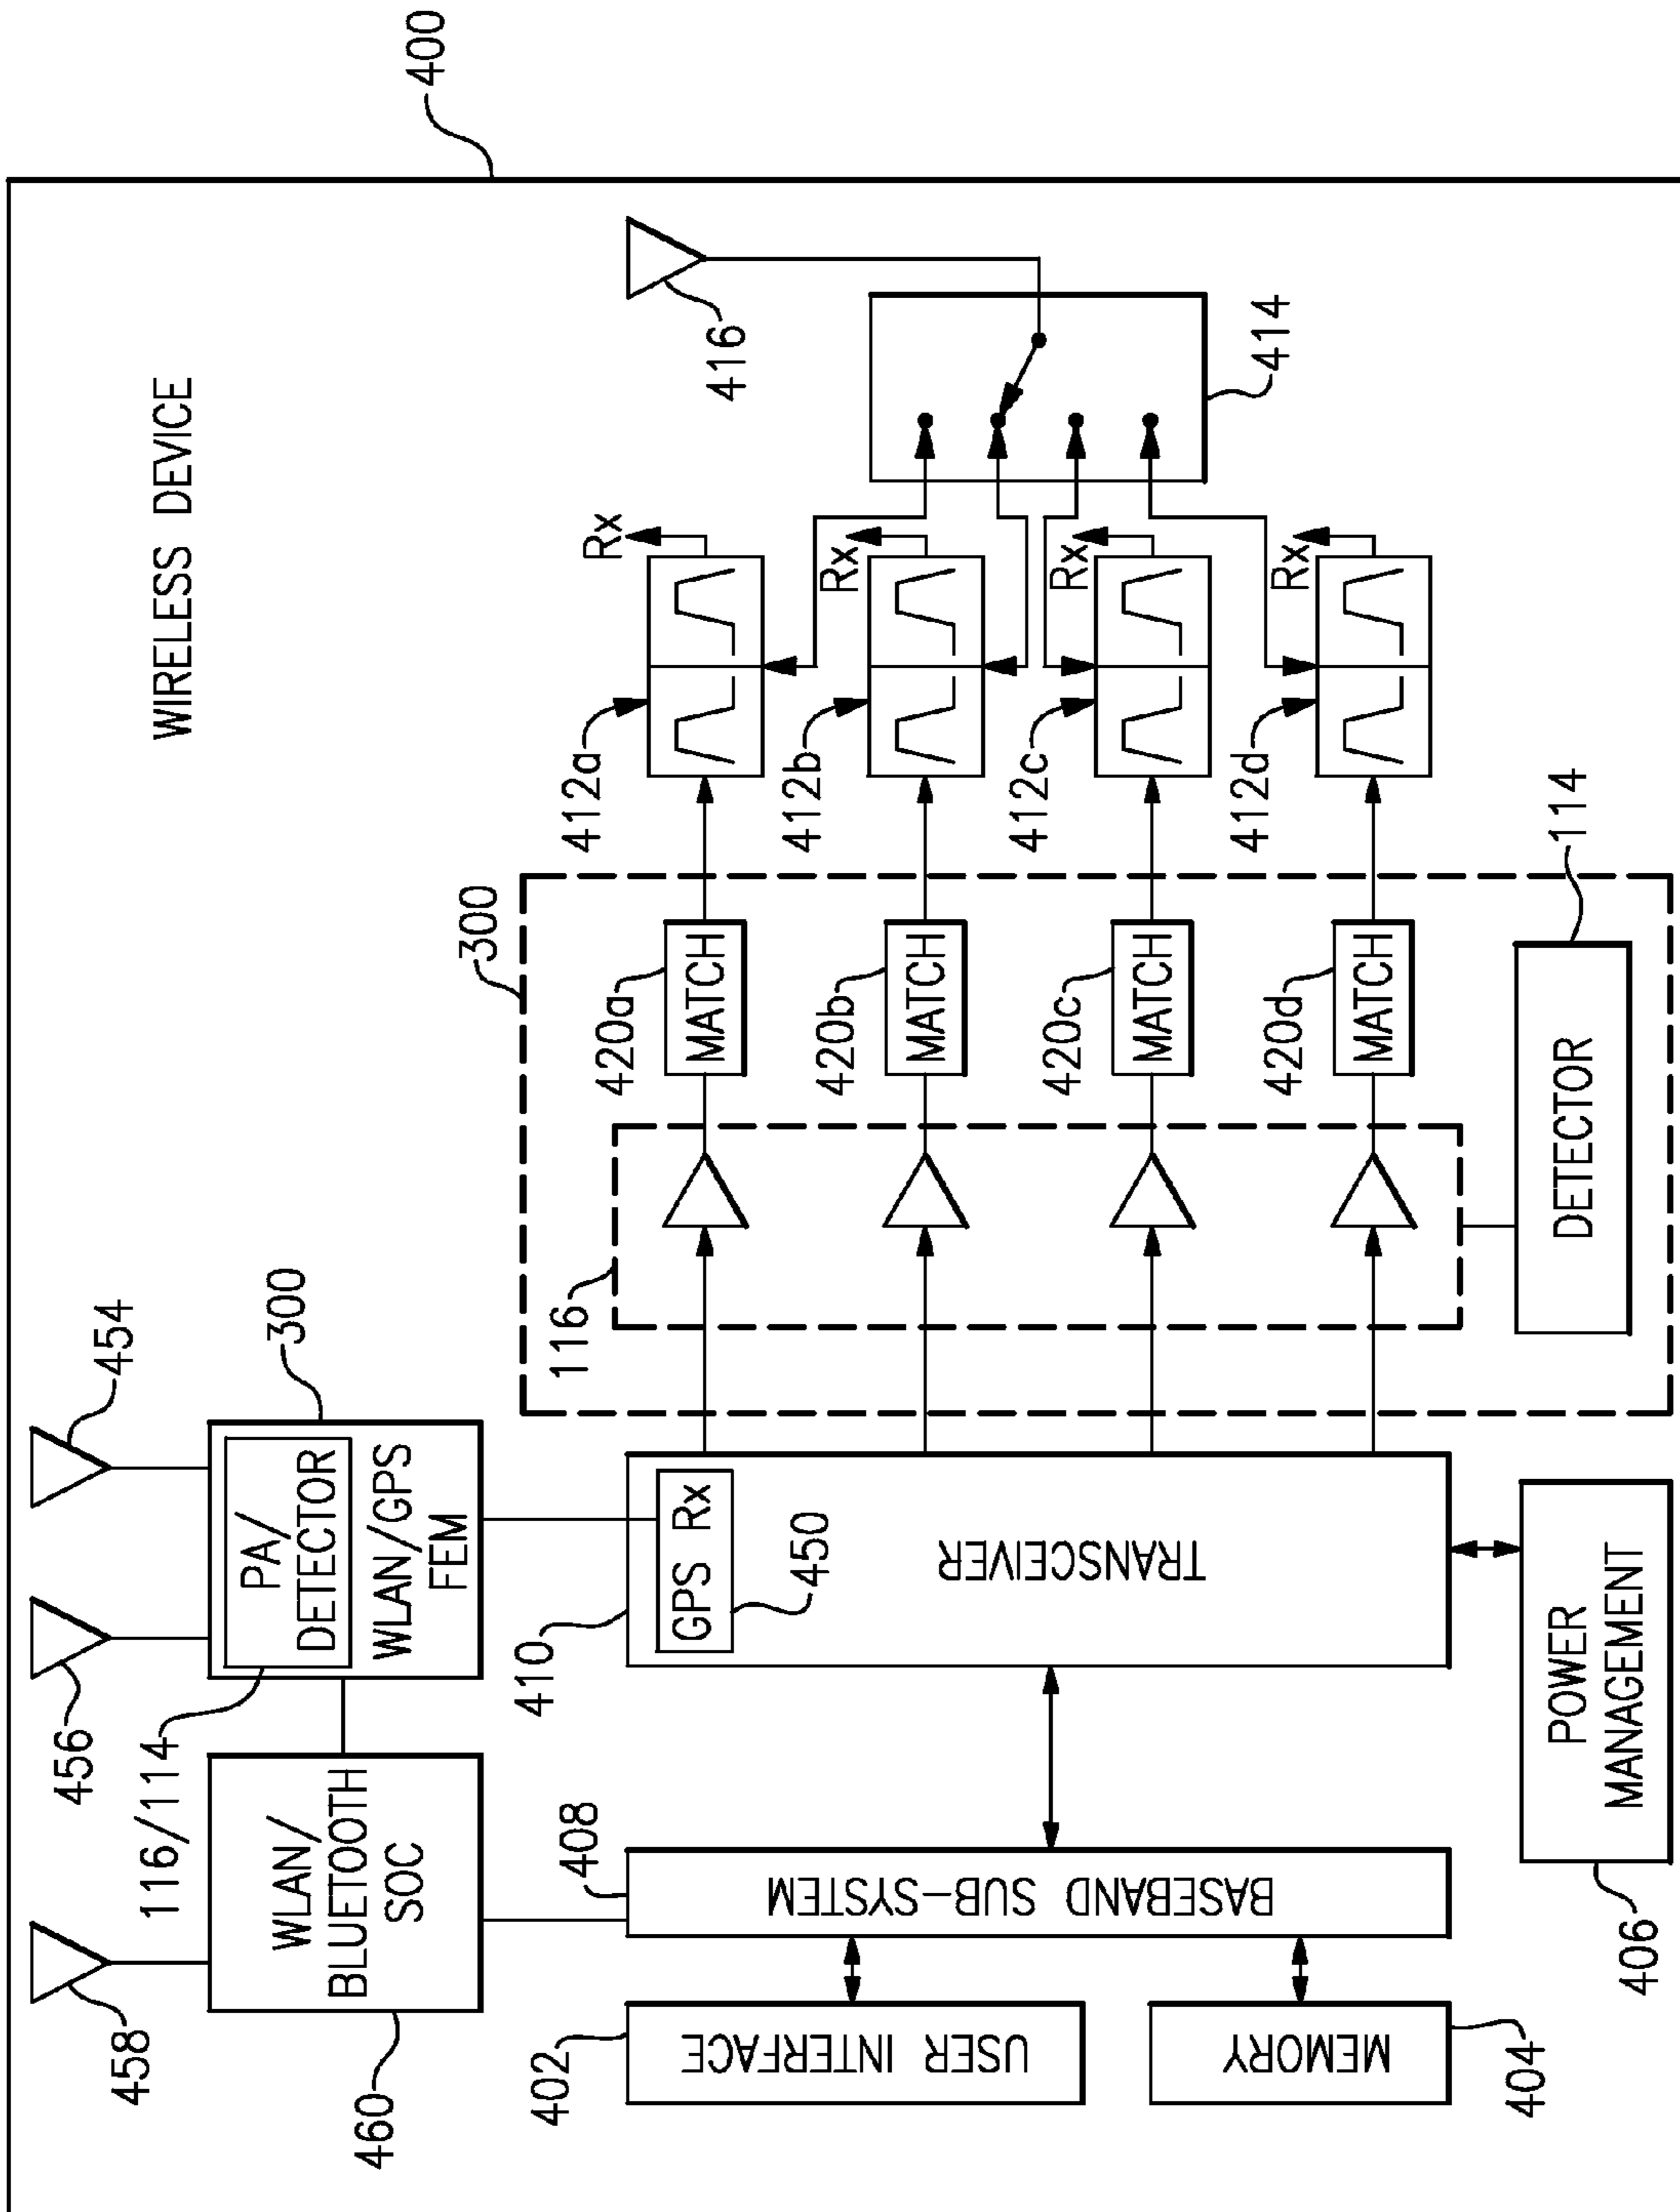 WIRELESS DEVICE
400
458
456
454
116/114
460
WLAN/
BLUETOOTH
SOC
PA/
DETECTOR
WLAN/GPS
FEM
300
402
USER INTERFACE
404
MEMORY
408
BASEBAND SUB-SYSTEM
406
POWER
MANAGEMENT
410
GPS Rx
450
TRANSCEIVER
300
116
420a
MATCH
420b
MATCH
420c
MATCH
420d
MATCH
DETECTOR
114
412a
Rx
412b
Rx
412c
Rx
412d
Rx
416
414